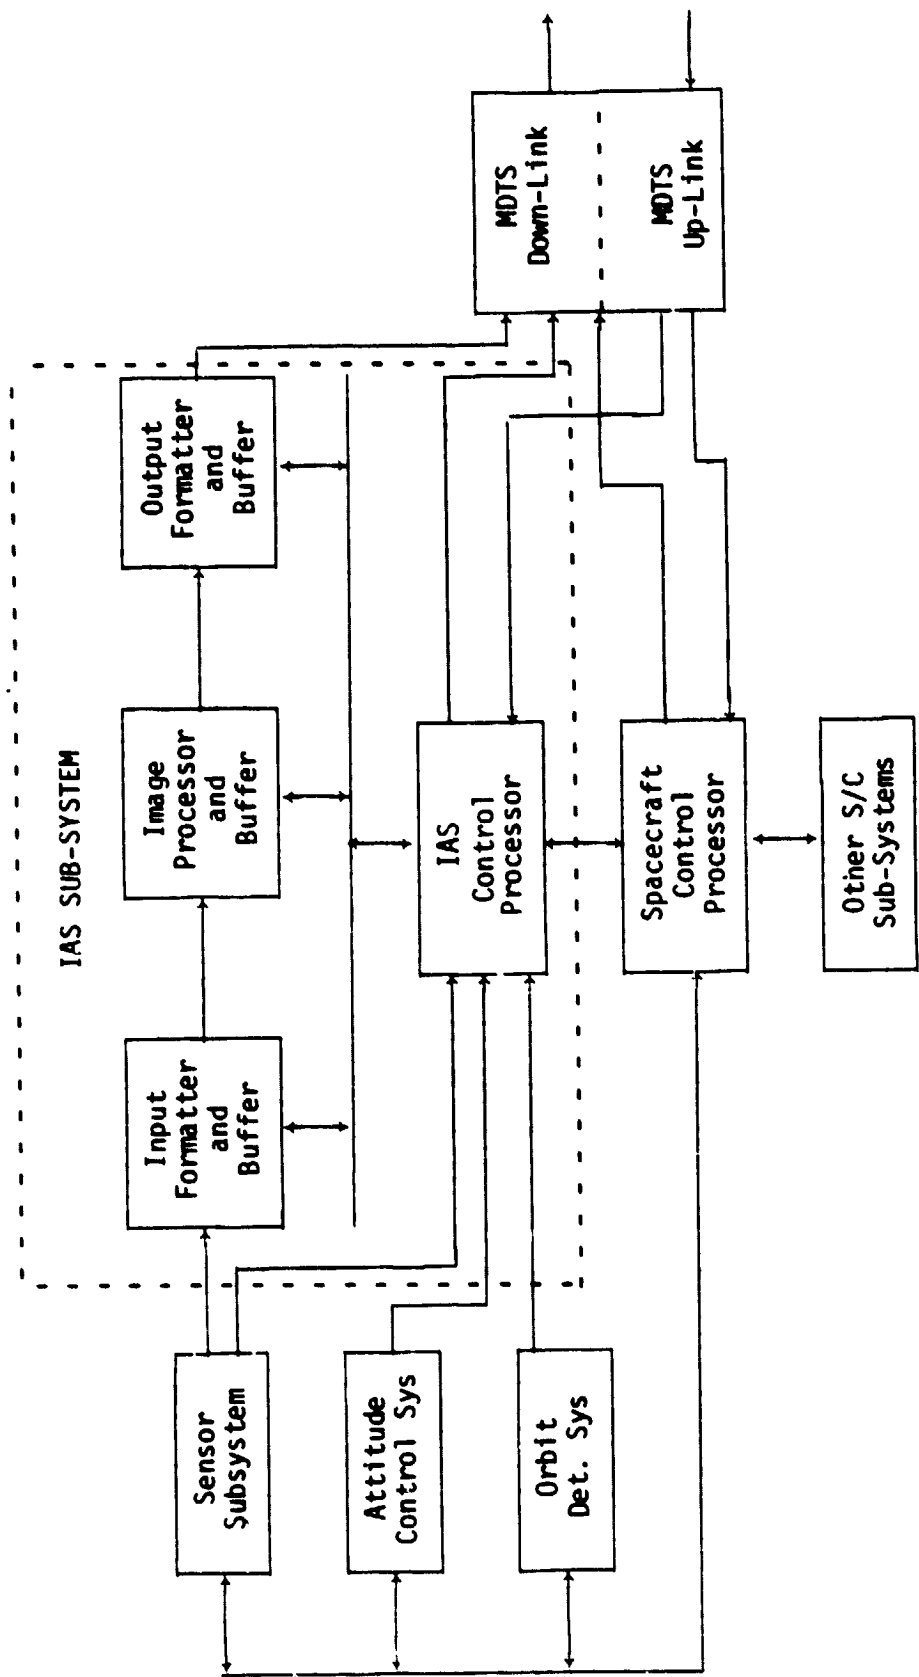 IAS SUB-SYSTEM
Sensor
Subsystem
Attitude
Control Sys
Orbit
Det. Sys
Input
Formatter
and
Buffer
Image
Processor
and
Buffer
Output
Formatter
and
Buffer
IAS
Control
Processor
Spacecraft
Control
Processor
Other S/C
Sub-Systems
MDTS
Down-Link
MDTS
Up-Link